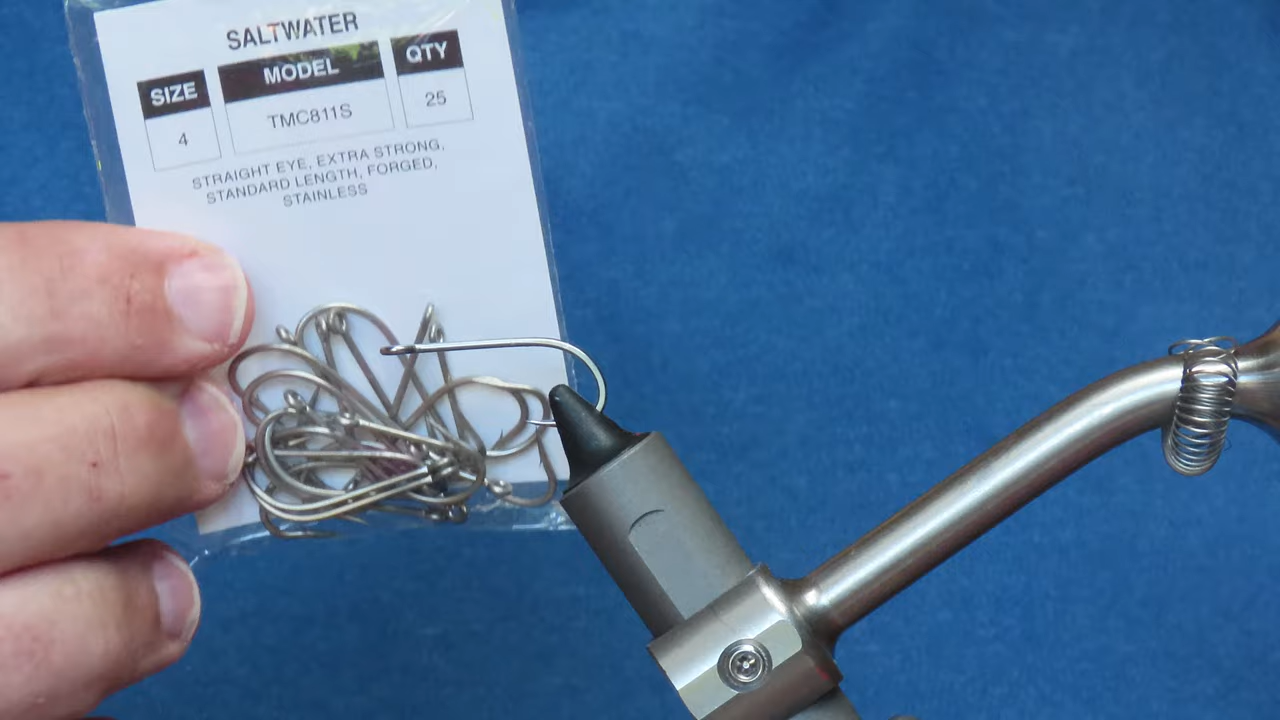 SALTWATER
SIZE MODEL QTY
4 TMC811S 25
STRAIGHT EYE, EXTRA STRONG,
STANDARD LENGTH, FORGED,
STAINLESS